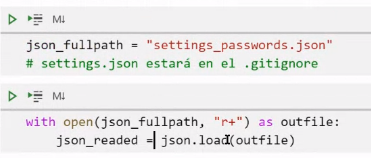 M↓
json_fullpath = "settings_passwords.json"
# settings.json estará en el .gitignore
M↓
with open(json_fullpath, "r+") as outfile:
json_readed = json.load(outfile)